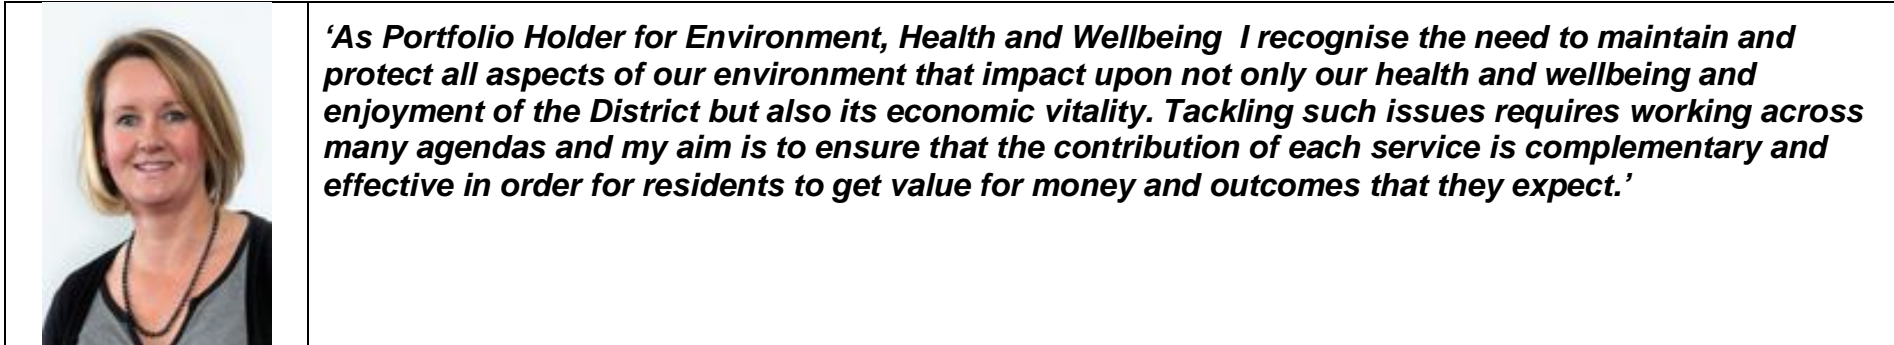 ‘As Portfolio Holder for Environment, Health and Wellbeing  I recognise the need to maintain and
protect all aspects of our environment that impact upon not only our health and wellbeing and
enjoyment of the District but also its economic vitality. Tackling such issues requires working across
many agendas and my aim is to ensure that the contribution of each service is complementary and
effective in order for residents to get value for money and outcomes that they expect.’